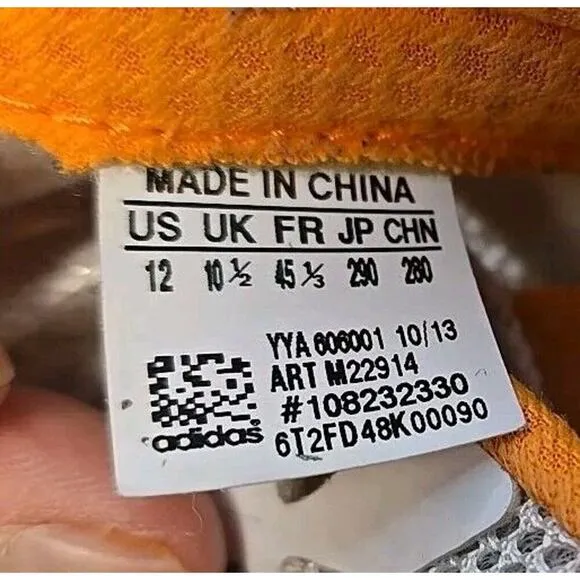 MADE IN CHINA
US UK FR JP CHN
12 10½ 45⅓ 290 280
YYA 606001 10/13
ART M22914
#108232330
adidas 6T2FD48K00090